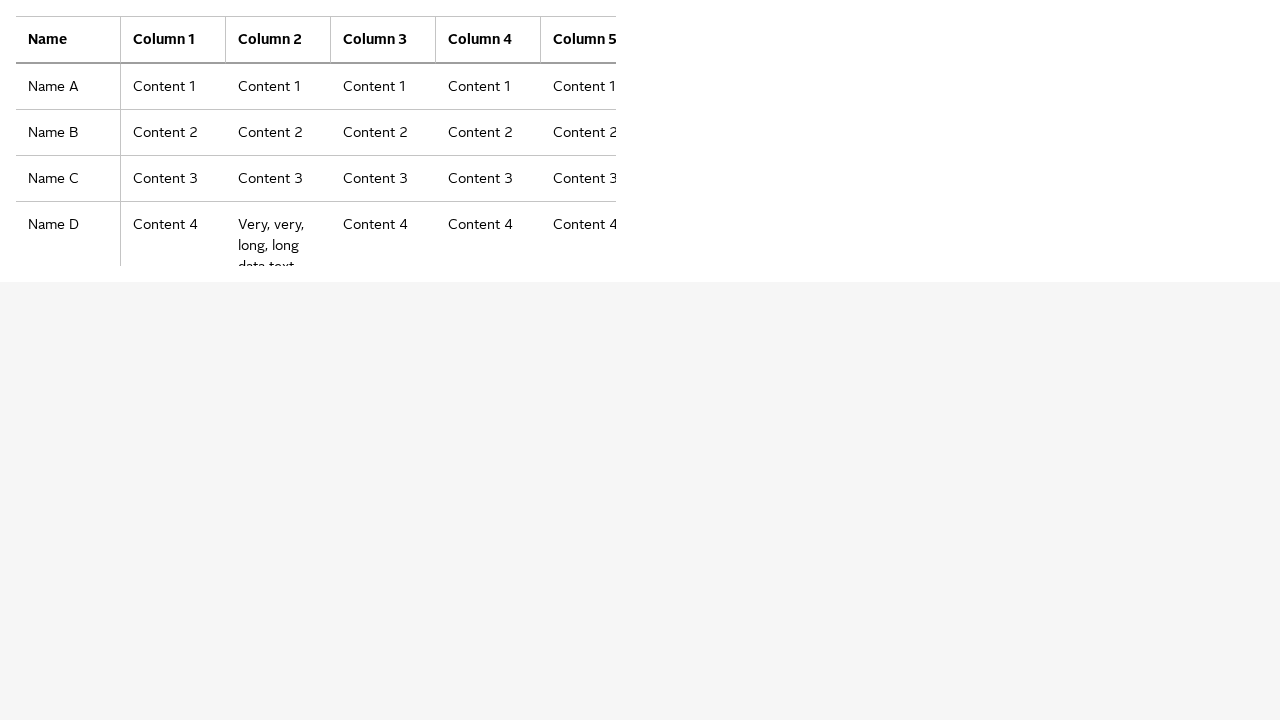 Name Column 1 Column 2 Column 3 Column 4 Column 5
Name A Content 1 Content 1 Content 1 Content 1 Content 1
Name B Content 2 Content 2 Content 2 Content 2 Content 2
Name C Content 3 Content 3 Content 3 Content 3 Content 3
Name D Content 4 Very, very, Content 4 Content 4 Content 4
long, long
data text